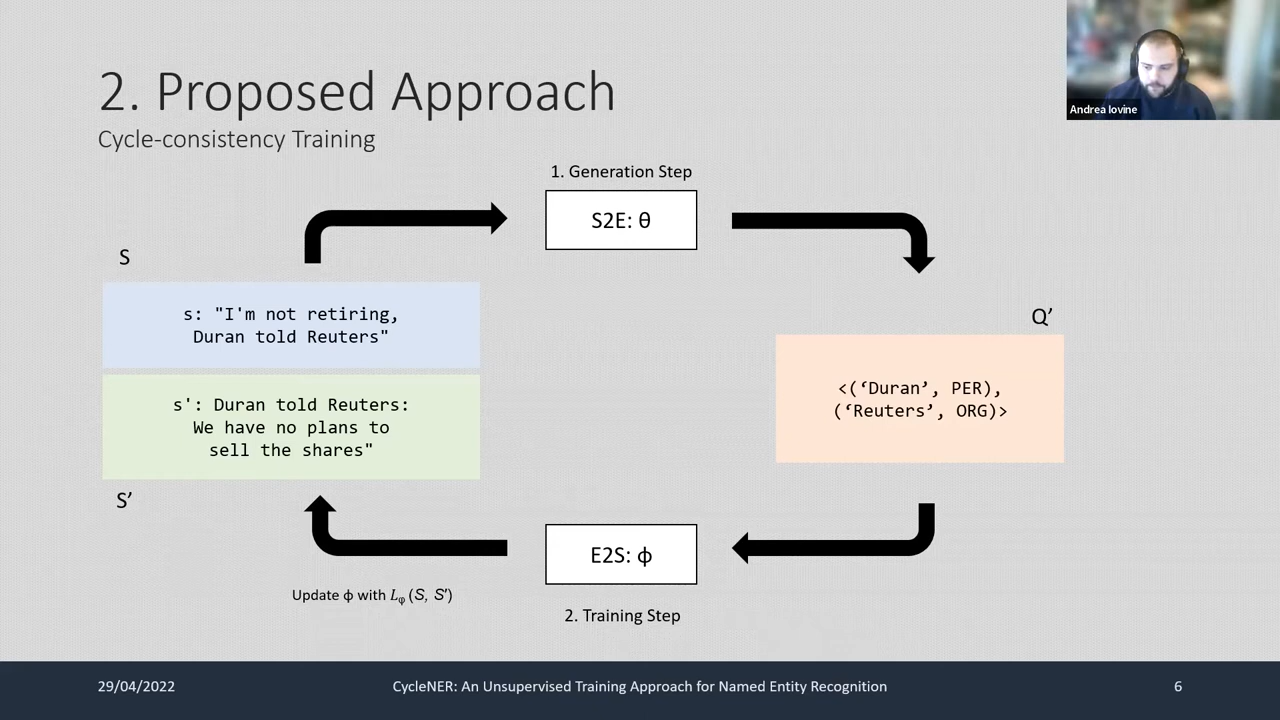 2. Proposed Approach
Cycle-consistency Training
Andrea Iovine
1. Generation Step
S2E: θ
S
s: "I'm not retiring,
Duran told Reuters"
s': Duran told Reuters:
We have no plans to
sell the shares"
S’
Q’
<(‘Duran’, PER),
(‘Reuters’, ORG)>
E2S: ϕ
Update ϕ with Lφ (S, S′)
2. Training Step
29/04/2022
CycleNER: An Unsupervised Training Approach for Named Entity Recognition
6